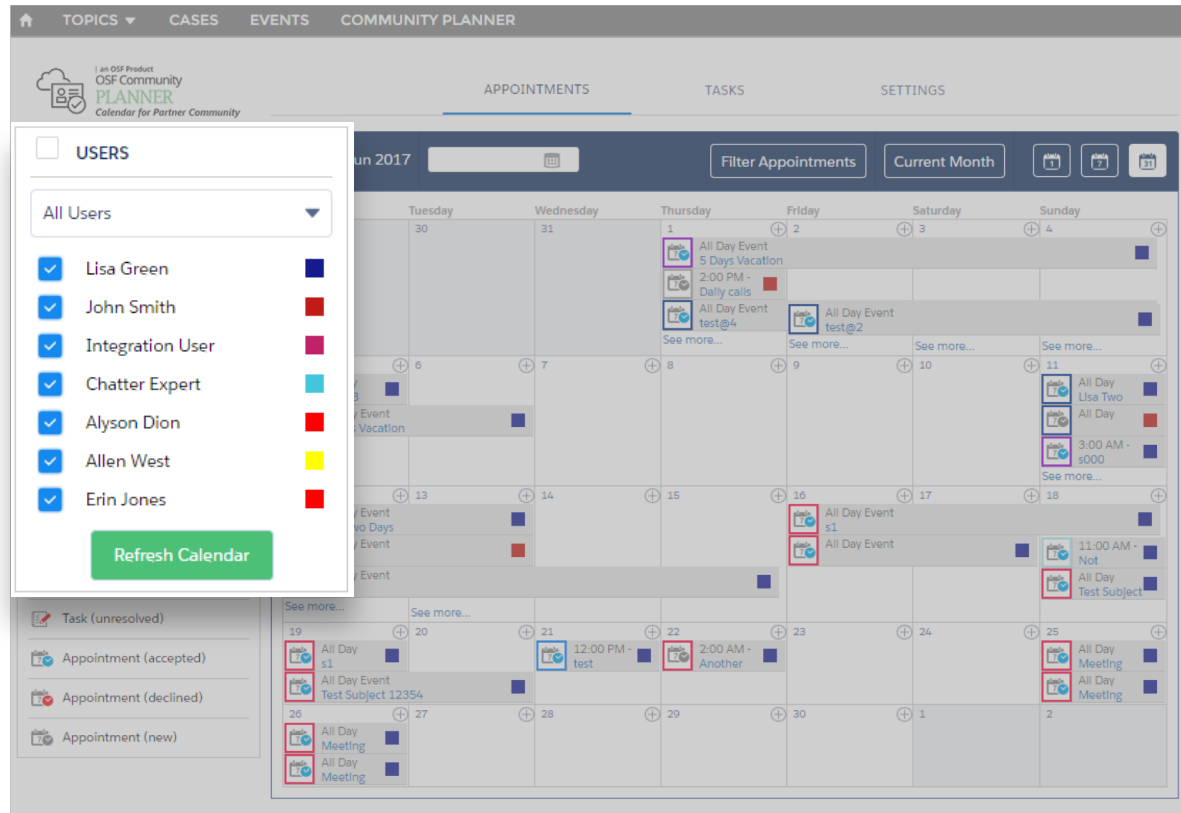 TOPICS CASES EVENTS COMMUNITY PLANNER
| an OSF Product
OSF Community
PLANNER
Calendar for Partner Community
APPOINTMENTS TASKS SETTINGS
USERS
All Users
Lisa Green
John Smith
Integration User
Chatter Expert
Alyson Dion
Allen West
Erin Jones
Refresh Calendar
Task (unresolved)
Appointment (accepted)
Appointment (declined)
Appointment (new)
un 2017 Filter Appointments Current Month 1 7 31
Tuesday Wednesday Thursday Friday Saturday Sunday
30 31 1 2 3 4
All Day Event
5 Days Vacation
2:00 PM -
Daily calls
All Day Event All Day Event
test@4 test@2
See more... See more... See more... See more...
6 7 8 9 10 11
All Day
3 Lisa Two
Event All Day
Vacation
3:00 AM -
s000
See more...
13 14 15 16 17 18
Event All Day Event
wo Days s1
Event All Day Event 11:00 AM -
Not
Event All Day
Test Subject
See more... See more...
19 20 21 22 23 24 25
All Day 12:00 PM - 2:00 AM - All Day
s1 test Another Meeting
All Day Event All Day
Test Subject 12354 Meeting
26 27 28 29 30 1 2
All Day
Meeting
All Day
Meeting